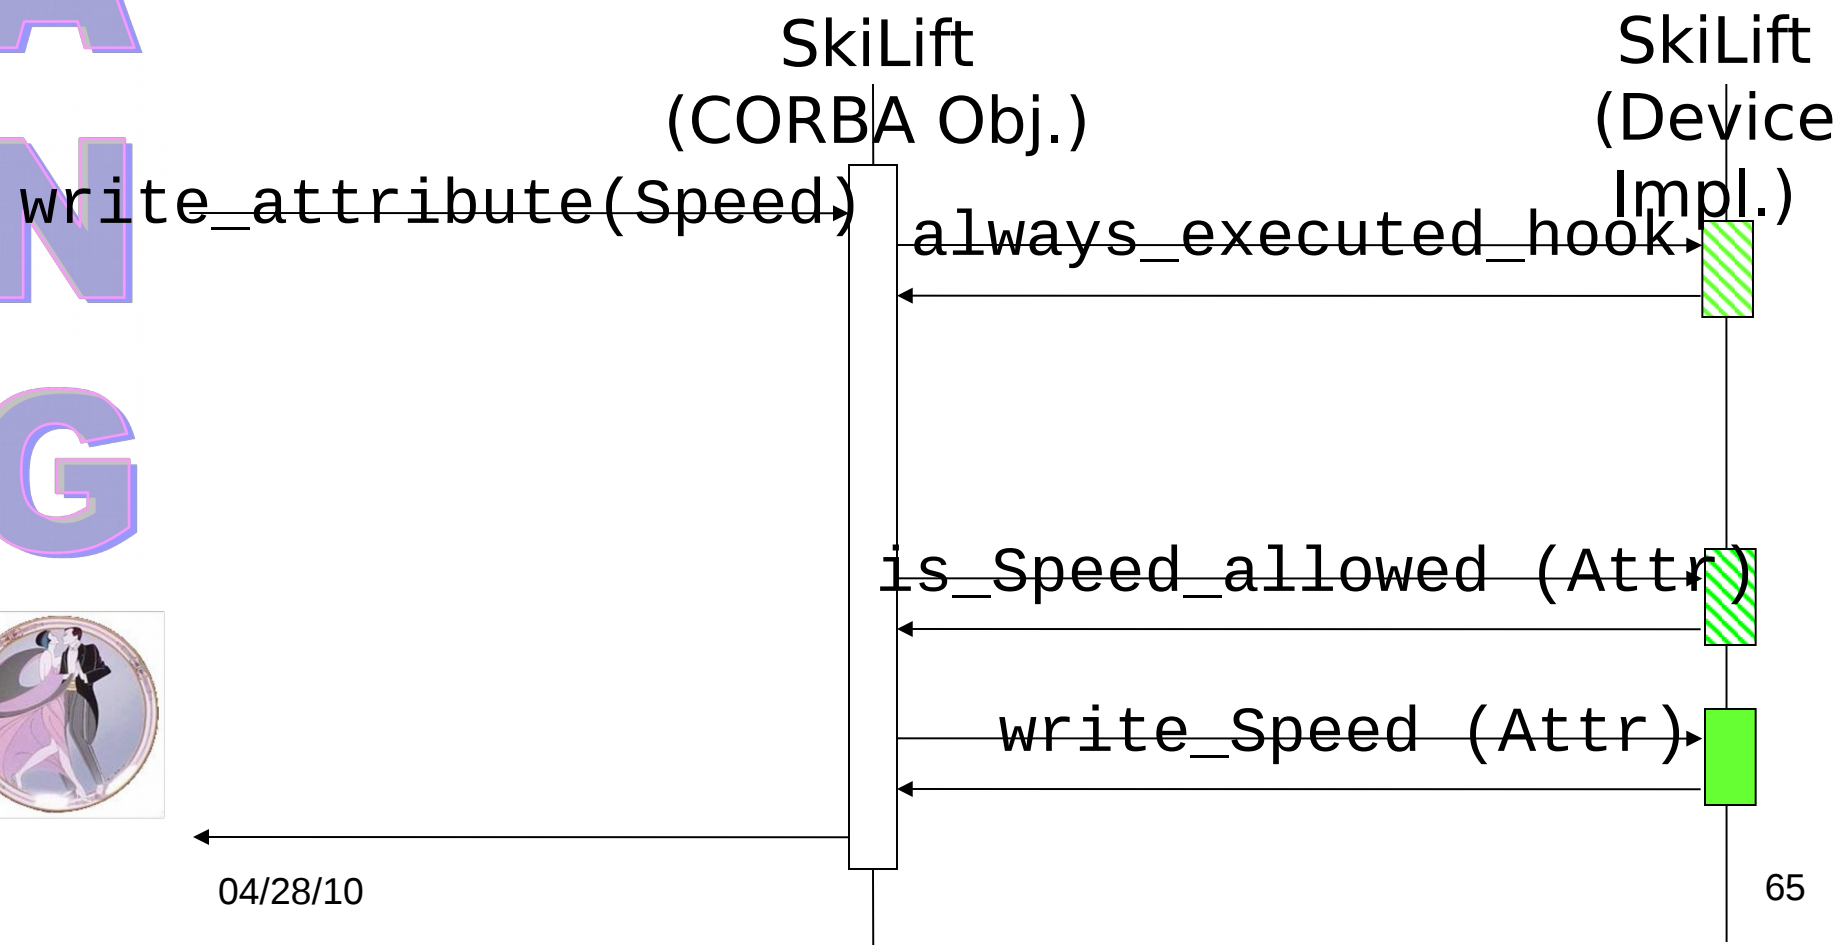 A
N
G
SkiLift
(CORBA Obj.)
SkiLift
(Device
Impl.)
write_attribute(Speed)
always_executed_hook
is_Speed_allowed (Attr)
write_Speed (Attr)
04/28/10
65